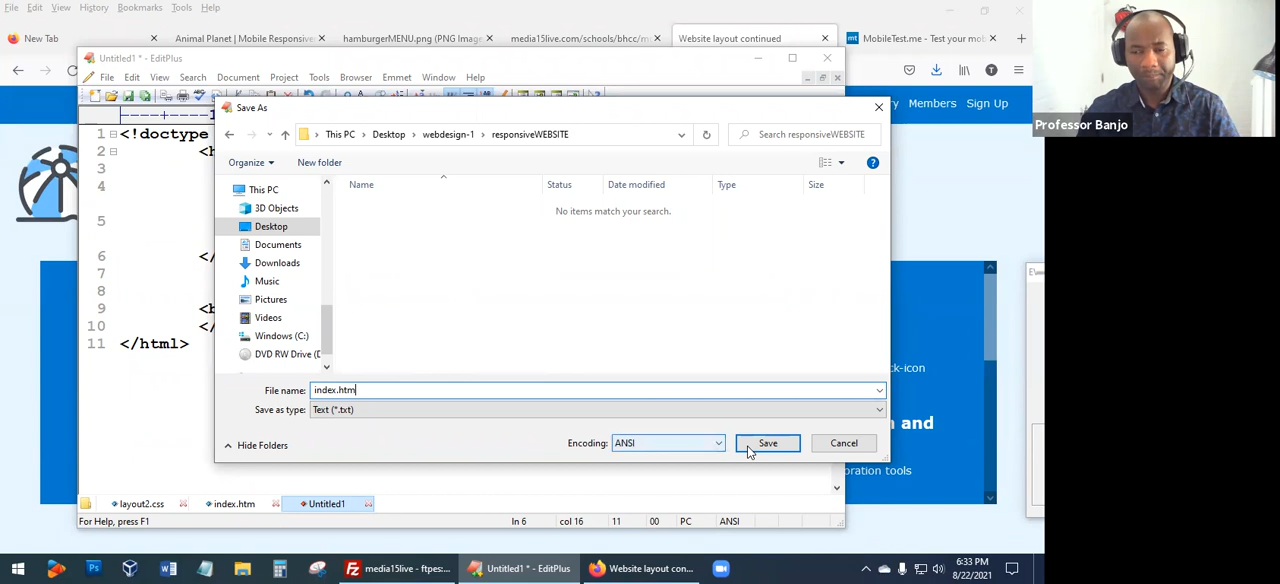 File Edit View History Bookmarks Tools Help
New Tab
Animal Planet | Mobile Responsive
hamburgerMENU.png (PNG Image
media15live.com/schools/bhcc/m
Website layout continued
MobileTest.me - Test your mob
Untitled1 * - EditPlus
File Edit View Search Document Project Tools Browser Emmet Window Help
Members Sign Up
Professor Banjo
Save As
This PC > Desktop > webdesign-1 > responsiveWEBSITE
Search responsiveWEBSITE
Organize New folder
Name Status Date modified Type Size
No items match your search.
This PC
3D Objects
Desktop
Documents
Downloads
Music
Pictures
Videos
Windows (C:)
DVD RW Drive (D
1 <!doctype
2 <h
3
4
5
6 </
7
8
9 <b
10 </
11 </html>
File name: index.htm
Save as type: Text (*.txt)
Hide Folders
Encoding: ANSI
Save
Cancel
ck-icon
and
oration tools
layout2.css
index.htm
Untitled1
For Help, press F1
ln 6 col 16 11 00 PC ANSI
media15live - ftpes:...
Untitled1 * - EditPlus
Website layout con...
6:33 PM
8/22/2021